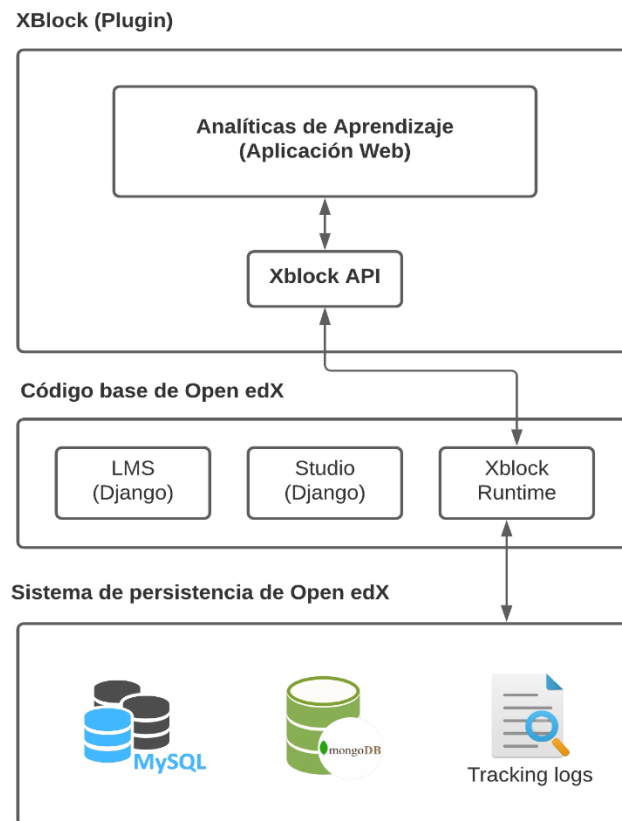 XBlock (Plugin)
Analíticas de Aprendizaje
(Aplicación Web)
Xblock API
Código base de Open edX
LMS
(Django)
Studio
(Django)
Xblock
Runtime
Sistema de persistencia de Open edX
MySQL
mongoDB
Tracking logs